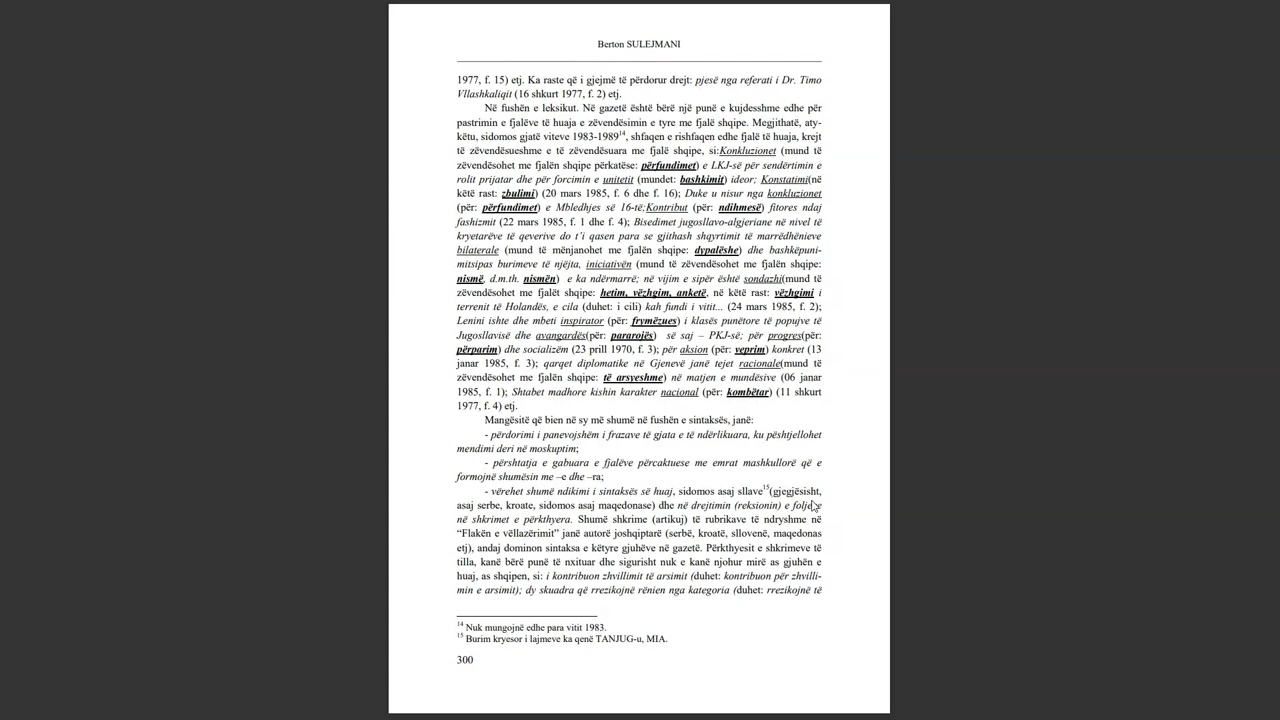 Berton SULEJMANI
1977, f. 15) etj. Ka raste që i gjejmë të përdorur drejt: pjesë nga referati i Dr. Timo
Vllashkaliqit (16 shkurt 1977, f. 2) etj.
Në fushën e leksikut. Në gazetë është bërë një punë e kujdesshme edhe për
pastrimin e fjalëve të huaja e zëvendësimin e tyre me fjalë shqipe. Megjithatë, aty-
këtu, sidomos gjatë viteve 1983-198914, shfaqen e rishfaqen edhe fjalë të huaja, krejt
të zëvendësueshme e të zëvendësuara me fjalë shqipe, si:Konkluzionet (mund të
zëvendësohet me fjalën shqipe përkatëse: përfundimet) e LKJ-së për sendërtimin e
rolit prijatar dhe për forcimin e unitetit (mundet: bashkimit) ideor; Konstatimi(në
këtë rast: zbulimi) (20 mars 1985, f. 6 dhe f. 16); Duke u nisur nga konkluzionet
(për: përfundimet) e Mbledhjes së 16-të;Kontribut (për: ndihmesë) fitores ndaj
fashizmit (22 mars 1985, f. 1 dhe f. 4); Bisedimet jugosllavo-algjeriane në nivel të
kryetarëve të qeverive do t’i qasen para se gjithash shqyrtimit të marrëdhënieve
bilaterale (mund të mënjanohet me fjalën shqipe: dypalëshe) dhe bashkëpuni-
mitsipas burimeve të njëjta, iniciativën (mund të zëvendësohet me fjalën shqipe:
nismë, d.m.th. nismën) e ka ndërmarrë; në vijim e sipër është sondazhi(mund të
zëvendësohet me fjalët shqipe: hetim, vëzhgim, anketë, në këtë rast: vëzhgimi i
terrenit të Holandës, e cila (duhet: i cili) kah fundi i vitit... (24 mars 1985, f. 2);
Lenini ishte dhe mbeti inspirator (për: frymëzues) i klasës punëtore të popujve të
Jugosllavisë dhe avangardës(për: pararojës) së saj – PKJ-së; për progres(për:
përparim) dhe socializëm (23 prill 1970, f. 3); për aksion (për: veprim) konkret (13
janar 1985, f. 3); qarqet diplomatike në Gjenevë janë tejet racionale(mund të
zëvendësohet me fjalën shqipe: të arsyeshme) në matjen e mundësive (06 janar
1985, f. 1); Shtabet madhore kishin karakter nacional (për: kombëtar) (11 shkurt
1977, f. 4) etj.
Mangësitë që bien në sy më shumë në fushën e sintaksës, janë:
- përdorimi i panevojshëm i frazave të gjata e të ndërlikuara, ku pështjellohet
mendimi deri në moskuptim;
- përshtatja e gabuara e fjalëve përcaktuese me emrat mashkullorë që e
formojnë shumësin me –e dhe –ra;
- vërehet shumë ndikimi i sintaksës së huaj, sidomos asaj sllave15(gjegjësisht,
asaj serbe, kroate, sidomos asaj maqedonase) dhe në drejtimin (reksionin) e foljeve
në shkrimet e përkthyera. Shumë shkrime (artikuj) të rubrikave të ndryshme në
“Flakën e vëllazërimit” janë autorë joshqiptarë (serbë, kroatë, sllovenë, maqedonas
etj), andaj dominon sintaksa e këtyre gjuhëve në gazetë. Përkthyesit e shkrimeve të
tilla, kanë bërë punë të nxituar dhe sigurisht nuk e kanë njohur mirë as gjuhën e
huaj, as shqipen, si: i kontribuon zhvillimit të arsimit (duhet: kontribuon për zhvilli-
min e arsimit); dy skuadra që rrezikojnë rënien nga kategoria (duhet: rrezikojnë të
14 Nuk mungojnë edhe para vitit 1983.
15 Burim kryesor i lajmeve ka qenë TANJUG-u, MIA.
300